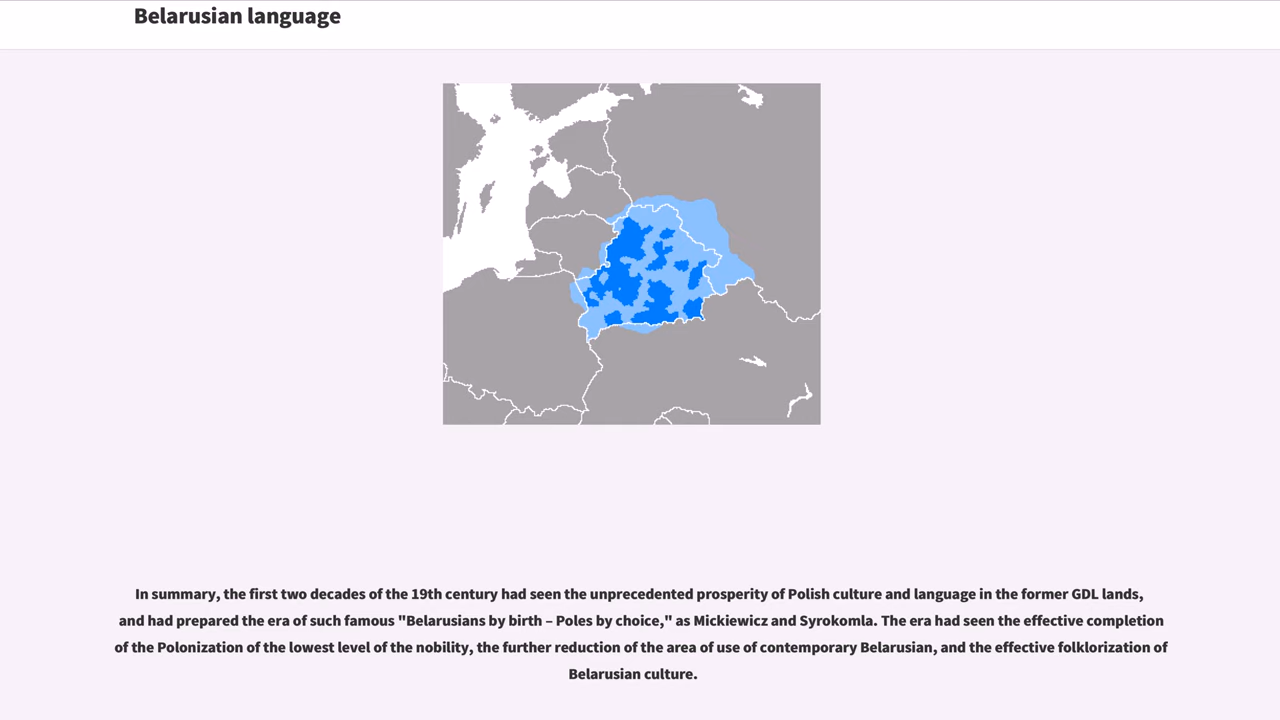 Belarusian language
In summary, the first two decades of the 19th century had seen the unprecedented prosperity of Polish culture and language in the former GDL lands,
and had prepared the era of such famous "Belarusians by birth – Poles by choice," as Mickiewicz and Syrokomla. The era had seen the effective completion
of the Polonization of the lowest level of the nobility, the further reduction of the area of use of contemporary Belarusian, and the effective folklorization of
Belarusian culture.